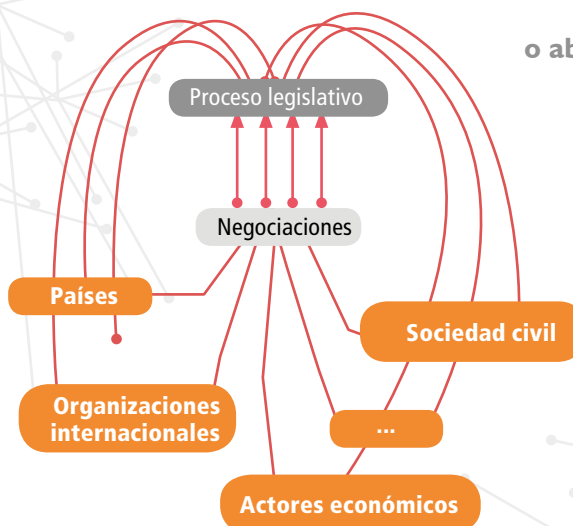 o ab
Proceso legislativo
Negociaciones
Países
Sociedad civil
Organizaciones
internacionales
...
Actores económicos